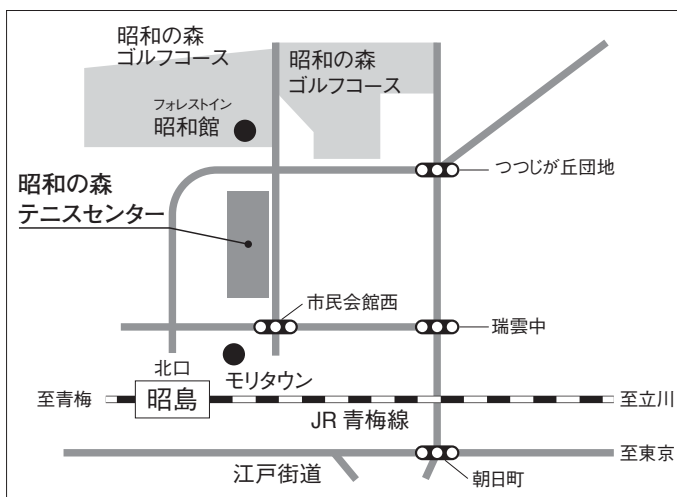 昭和の森
ゴルフコース
昭和の森
ゴルフコース
フォレストイン
昭和館
つつじが丘団地
昭和の森
テニスセンター
市民会館西
瑞雲中
北口
モリタウン
至青梅
昭島
至立川
JR 青梅線
至東京
江戸街道
朝日町